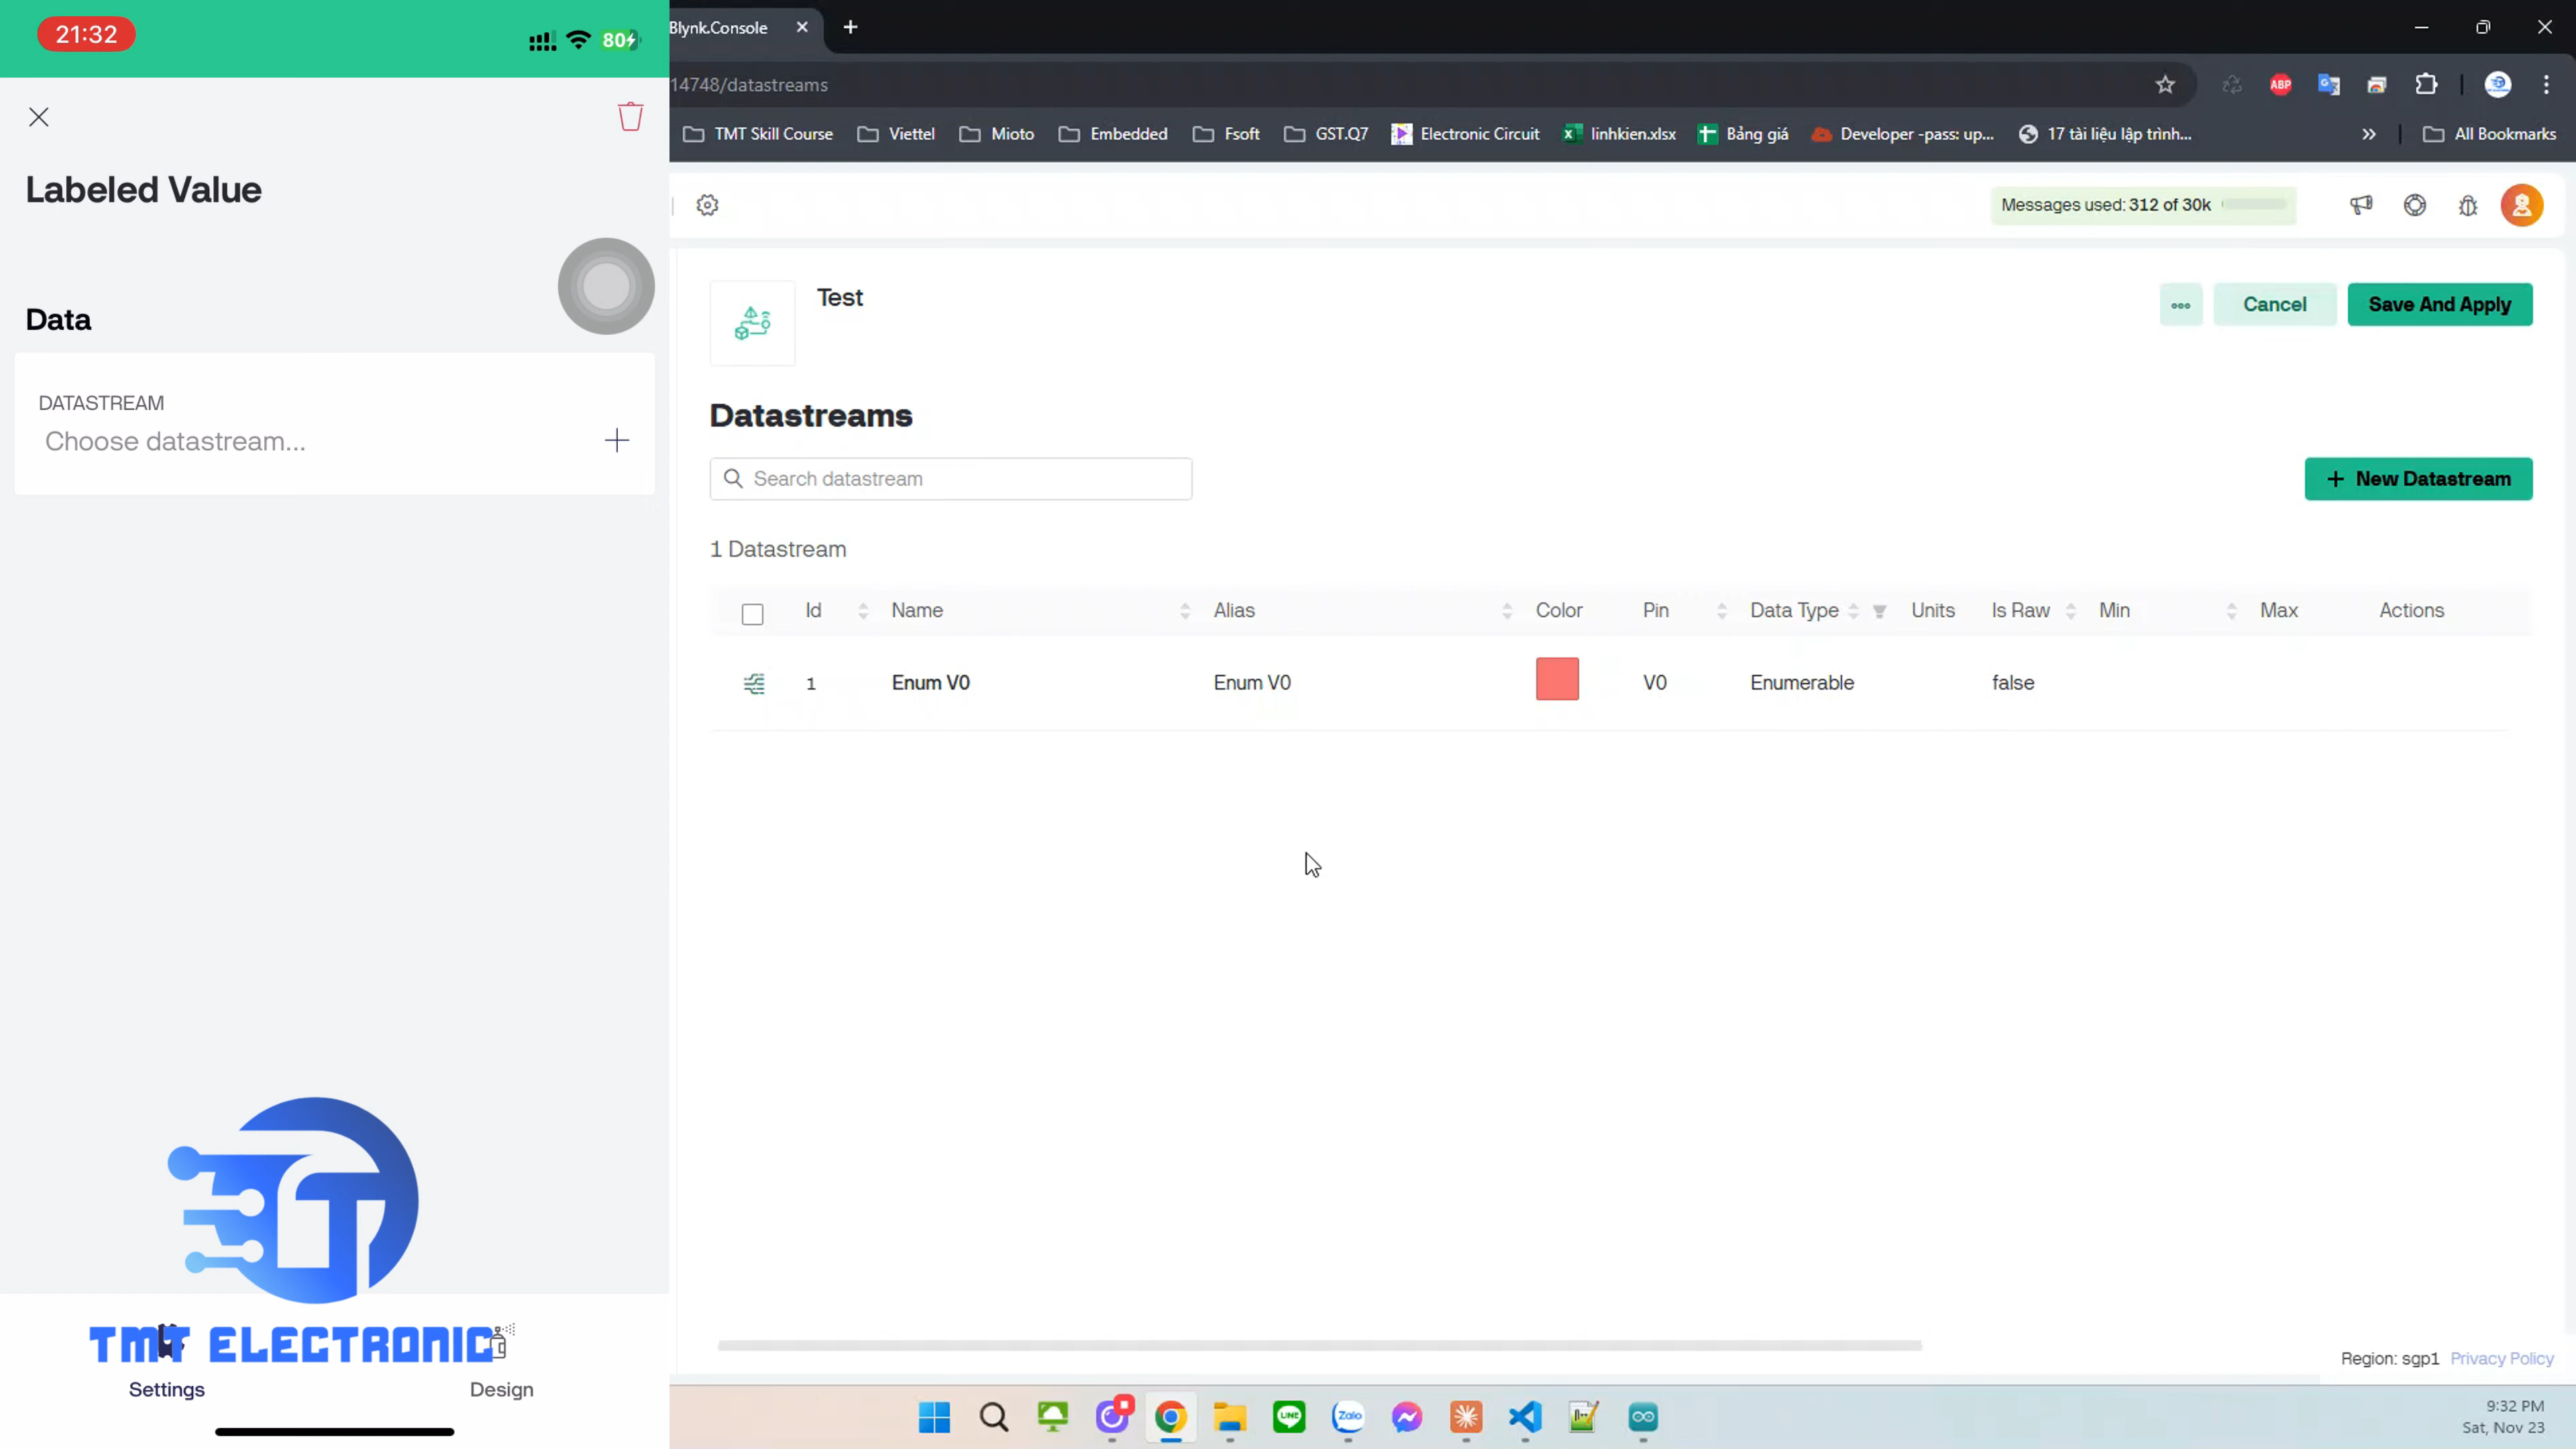 21:32
80
Labeled Value
Data
DATASTREAM
Choose datastream...
TMT ELECTRONIC
Settings
Design
Blynk.Console
14748/datastreams
ABP
TMT Skill Course
Viettel
Mioto
Embedded
Fsoft
GST.Q7
Electronic Circuit
linhkien.xlsx
Bảng giá
Developer -pass: up...
17 tài liệu lập trình...
All Bookmarks
Messages used: 312 of 30k
Test
Cancel
Save And Apply
Datastreams
Search datastream
New Datastream
1 Datastream
Id Name Alias Color Pin Data Type Units Is Raw Min Max Actions
1 Enum V0 Enum V0 V0 Enumerable false
Region: sgp1 Privacy Policy
LINE
Zalo
9:32 PM
Sat, Nov 23